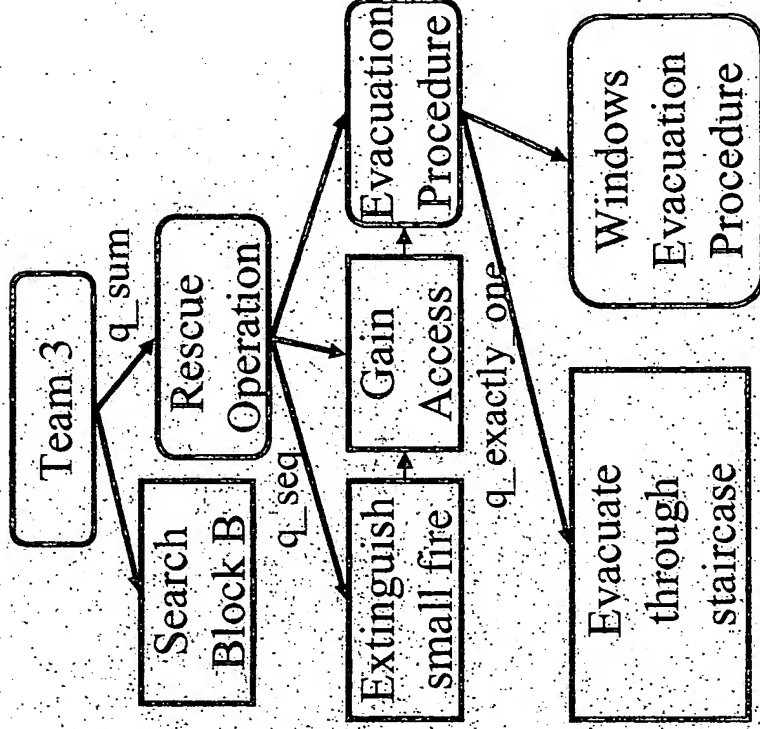 Team 3
q_sum
Search
Block B
Rescue
Operation
q_seq
Extinguish
small fire
Gain
Access
Evacuation
Procedure
q_exactly_one
Evacuate
through
staircase
Windows
Evacuation
Procedure